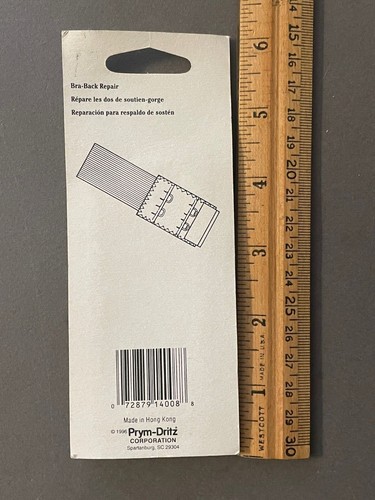 Bra-Back Repair
Répare les dos de soutien-gorge
Reparación para respaldo de sostén
0 72879 14008 8
Made in Hong Kong
© 1996 Prym-Dritz
CORPORATION
Spartanburg, SC 29304
6
5
4
3
2
1
WESTCOTT MADE IN U.S.A.
14
15
16
17
18
19
20
21
22
23
24
25
26
27
28
29
30